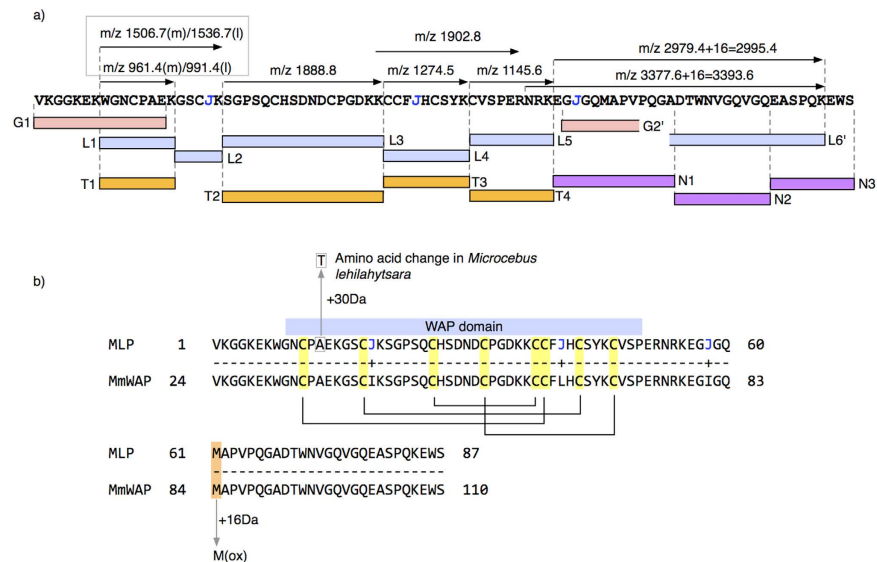 a)
m/z 1506.7(m)/1536.7(l)
m/z 1902.8
m/z 2979.4+16=2995.4
m/z 961.4(m)/991.4(l)
m/z 1888.8
m/z 1274.5
m/z 1145.6
m/z 3377.6+16=3393.6
VKGGKEKWGNCPAEKGSCJKSGPSQCHSDNDCPGDKKCCFJHCSYKCVSPERNRKEGJGQMAPVPQGADTWNVGQVGQEASPQKEWS
G1
G2'
L1
L3
L5
L6'
L2
L4
T1
T3
N1
N3
T2
T4
N2
b)
T Amino acid change in Microcebus
lehilahytsara
+30Da
WAP domain
MLP 1 VKGGKEKWGNCPAEKGSCJKSGPSQCHSDNDCPGDKKCCFJHCSYKCVSPERNRKEGJGQ 60
MmWAP 24 VKGGKEKWGNCPAEKGSCIKSGPSQCHSDNDCPGDKKCCFLHCSYKCVSPERNRKEGIGQ 83
MLP 61 MAPVPQGADTWNVGQVGQEASPQKEWS 87
MmWAP 84 MAPVPQGADTWNVGQVGQEASPQKEWS 110
+16Da
M(ox)